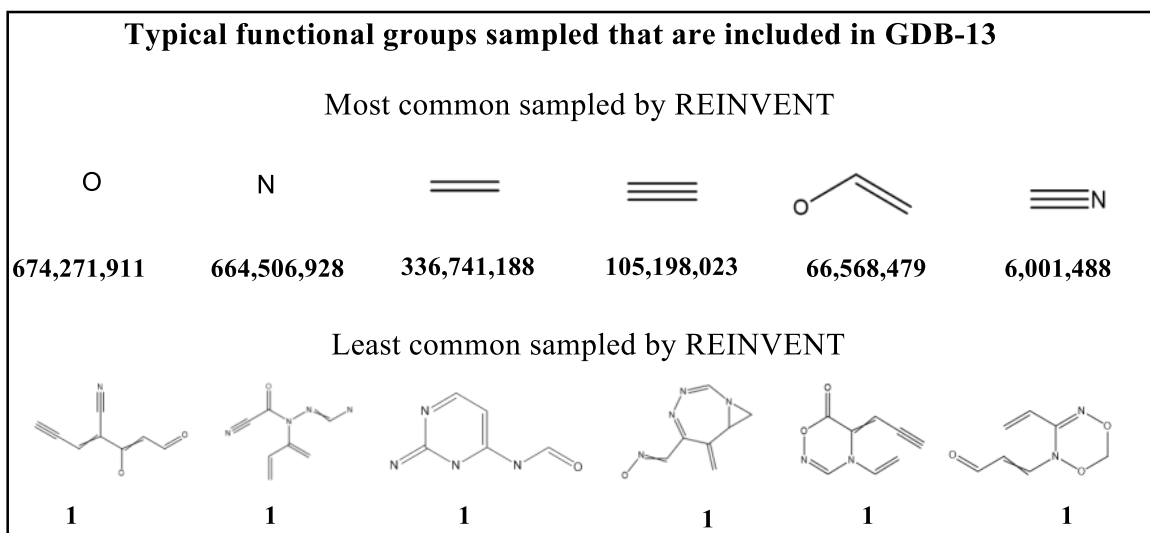 Typical functional groups sampled that are included in GDB-13
Most common sampled by REINVENT
O N O N
674,271,911 664,506,928 336,741,188 105,198,023 66,568,479 6,001,488
Least common sampled by REINVENT
N O N N N O N O
N N N N O N O O O N N O N O
1 1 1 1 1 1